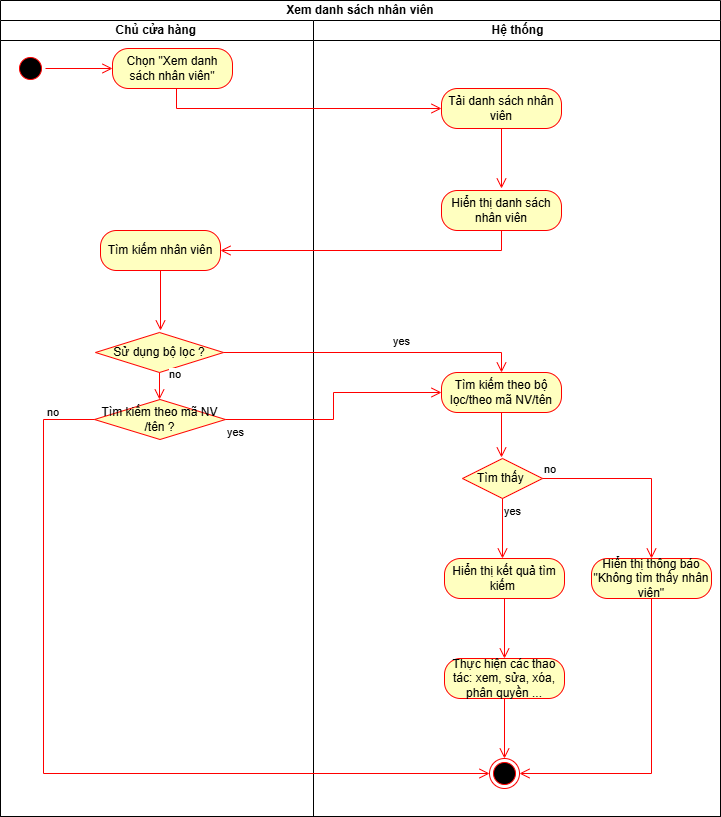 Xem danh sách nhân viên
Chủ cửa hàng
Hệ thống
Chọn "Xem danh
sách nhân viên"
Tải danh sách nhân
viên
Hiển thị danh sách
nhân viên
Tìm kiếm nhân viên
Sử dụng bộ lọc ?
yes
no
Tìm kiếm theo bộ
lọc/theo mã NV/tên
Tìm kiếm theo mã NV
/tên ?
no
yes
Tìm thấy
no
yes
Hiển thị kết quả tìm
kiếm
Hiển thị thông báo
"Không tìm thấy nhân
viên"
Thực hiện các thao
tác: xem, sửa, xóa,
phân quyền ...